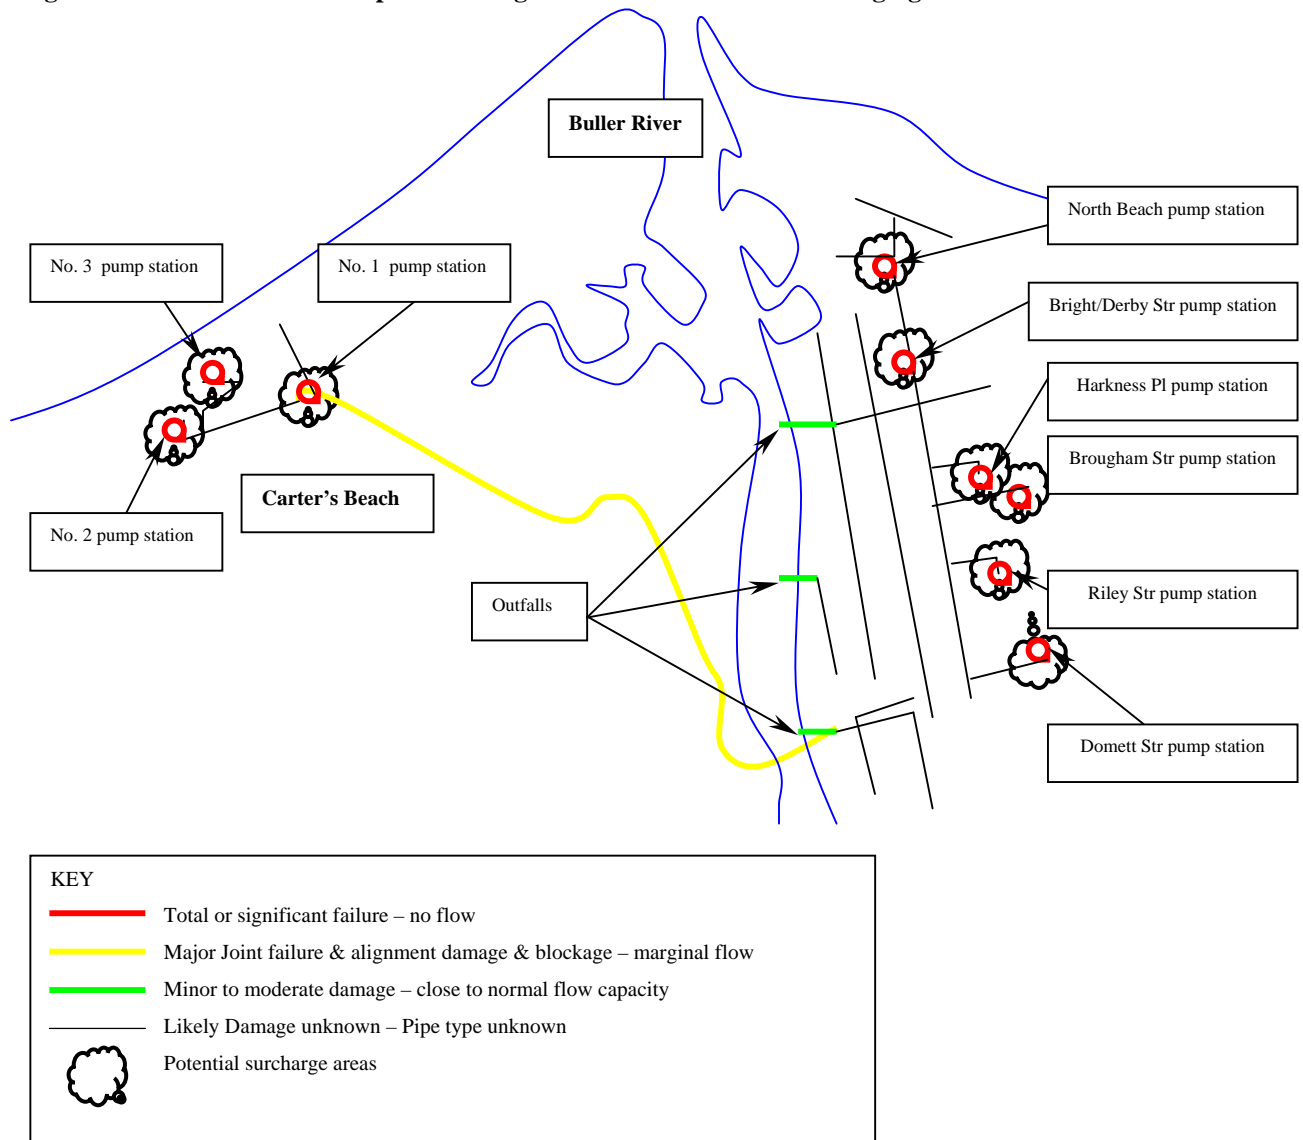 Buller River
North Beach pump station
No. 3 pump station
No. 1 pump station
Bright/Derby Str pump station
Harkness Pl pump station
Brougham Str pump station
Carter's Beach
No. 2 pump station
Outfalls
Riley Str pump station
Domett Str pump station
KEY
Total or significant failure – no flow
Major Joint failure & alignment damage & blockage – marginal flow
Minor to moderate damage – close to normal flow capacity
Likely Damage unknown – Pipe type unknown
Potential surcharge areas